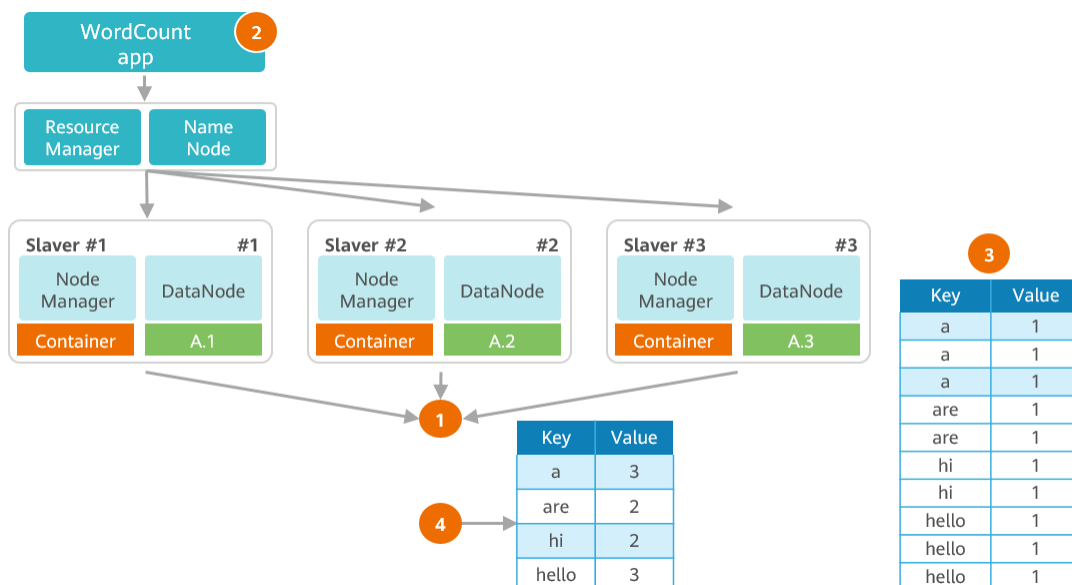 WordCount
app
2
Resource
Manager
Name
Node
Slaver #1 #1
Node
Manager
DataNode
Container
A.1
Slaver #2 #2
Node
Manager
DataNode
Container
A.2
Slaver #3 #3
Node
Manager
DataNode
Container
A.3
1
4
Key Value
a 3
are 2
hi 2
hello 3
3
Key Value
a 1
a 1
a 1
are 1
are 1
hi 1
hi 1
hello 1
hello 1
hello 1